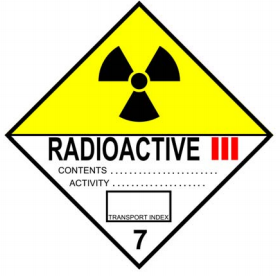 RADIOACTIVE III
CONTENTS ......................
ACTIVITY ....................
TRANSPORT INDEX
7